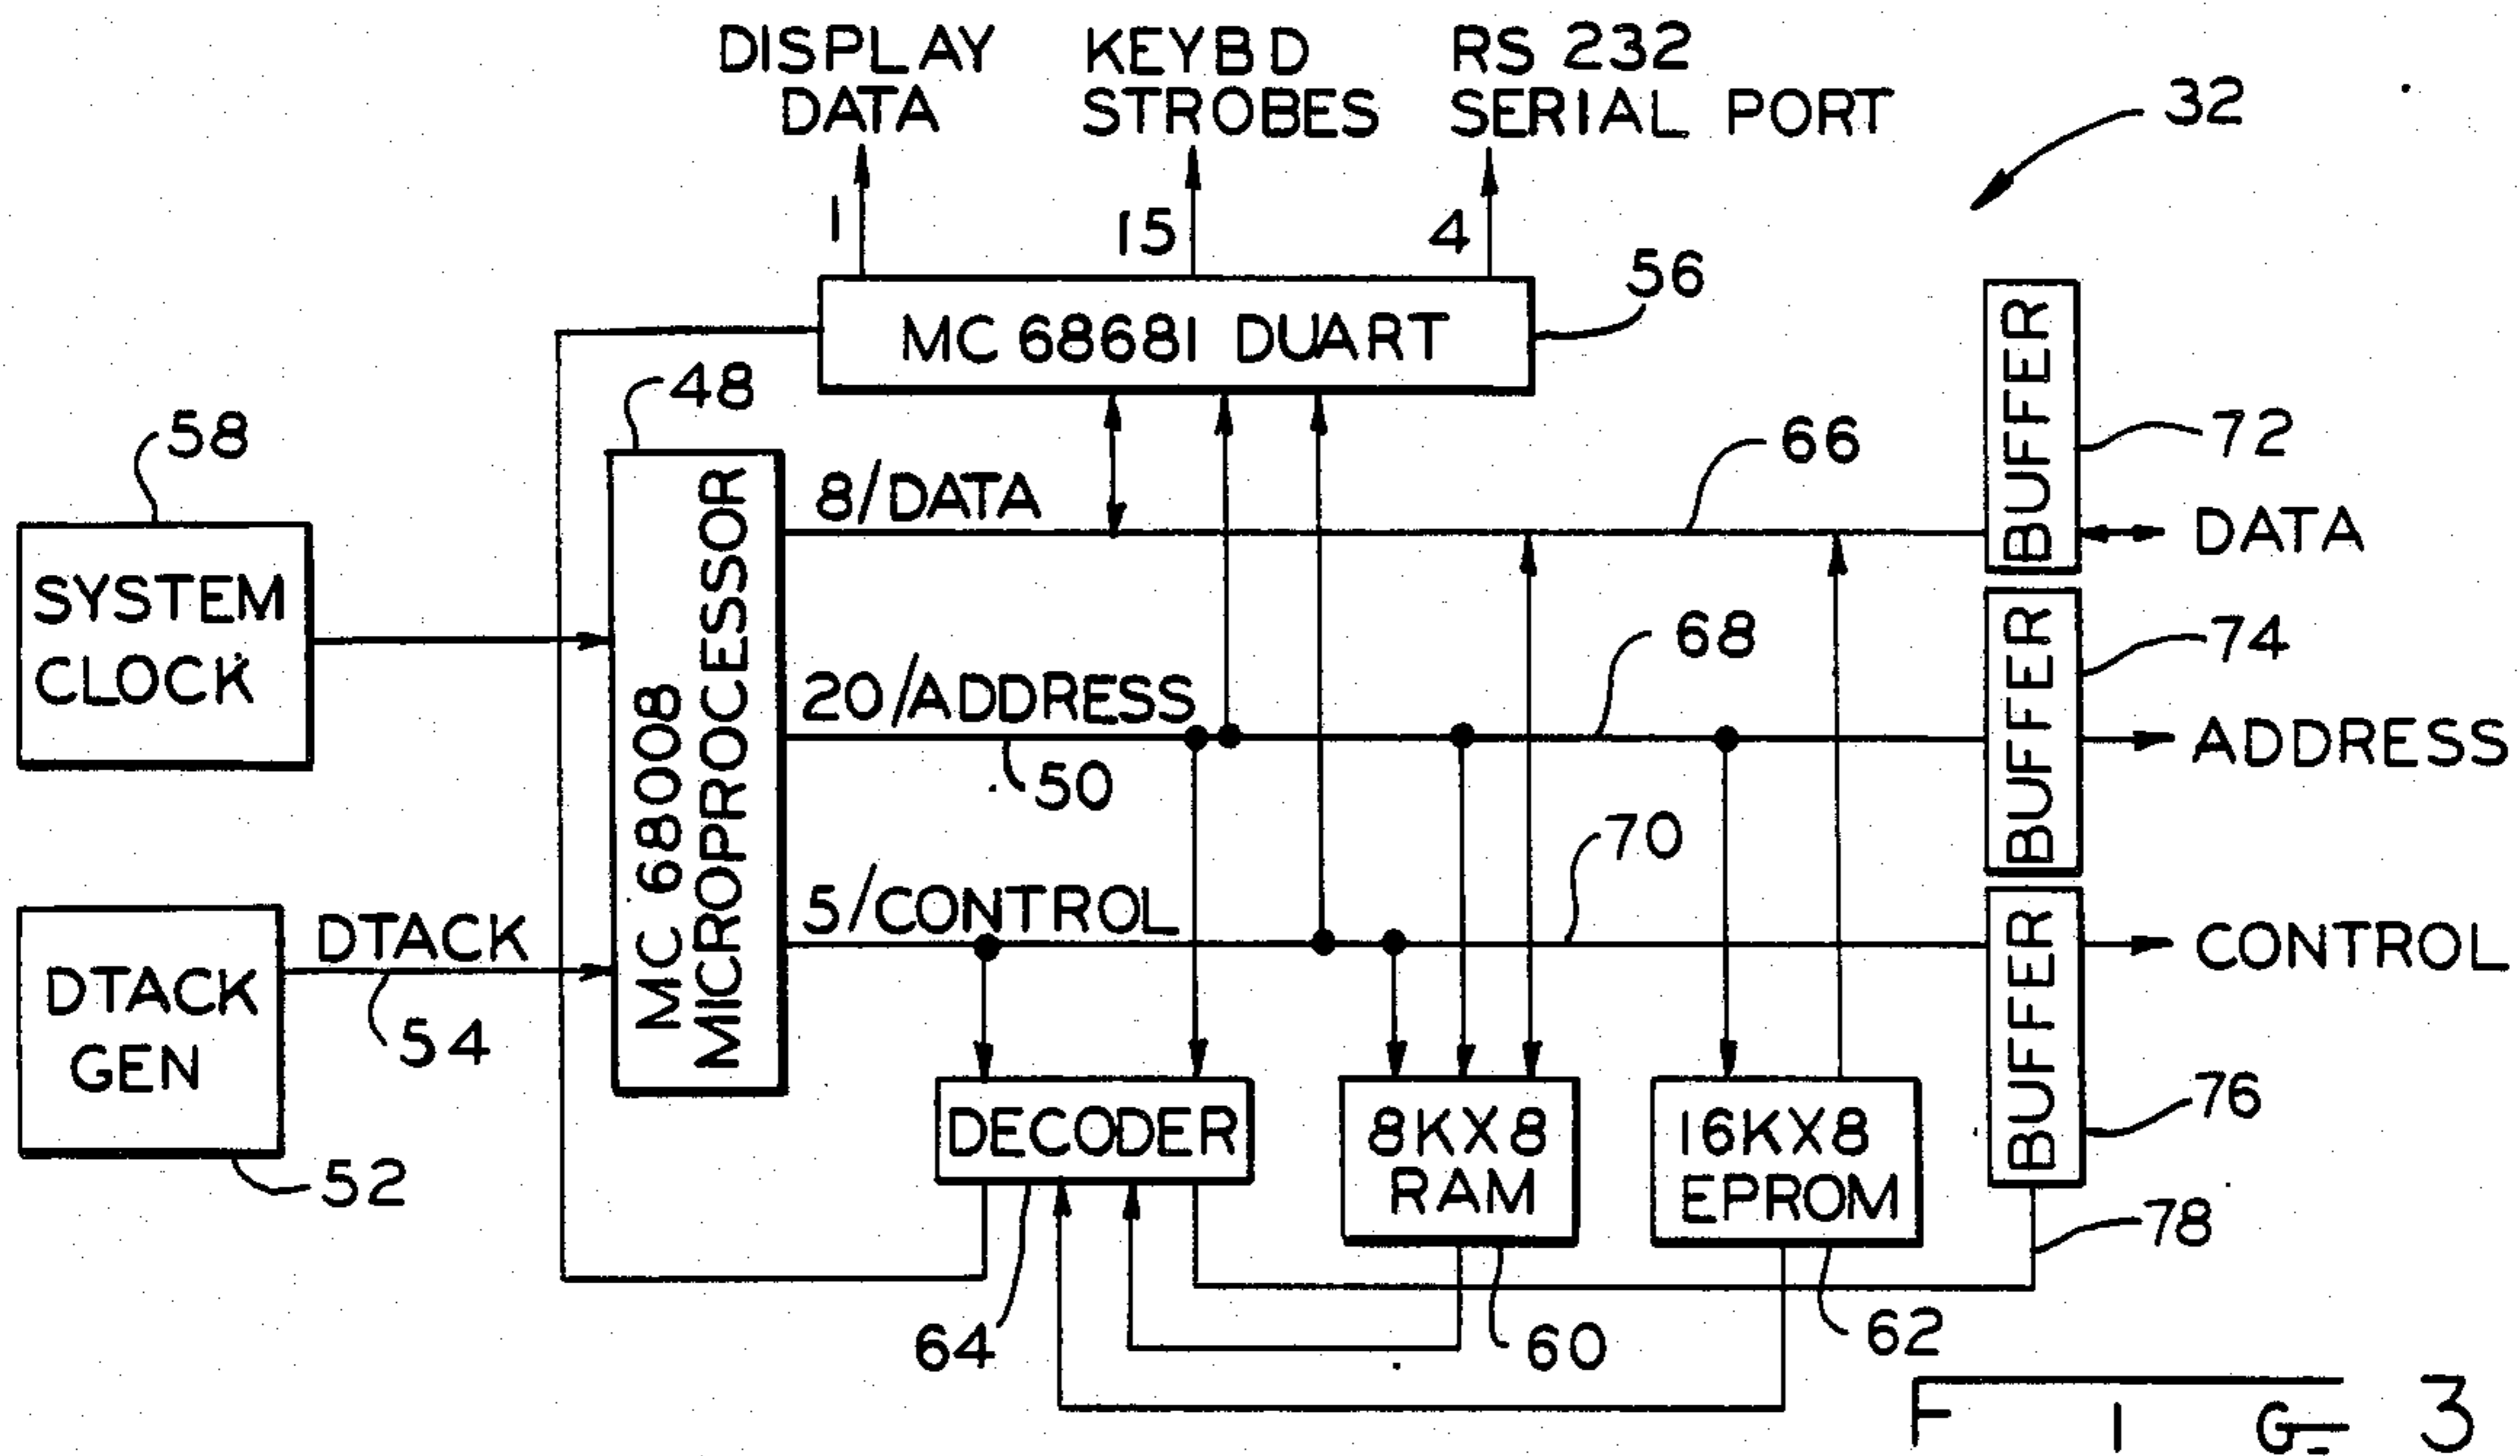 DISPLAY
DATA
KEYBD
STROBES
RS 232
SERIAL PORT
32
1
15
4
56
MC 68681 DUART
48
58
SYSTEM
CLOCK
MC 68008
MICROPROCESSOR
8/DATA
66
BUFFER
72
DATA
20/ADDRESS
68
50
BUFFER
74
ADDRESS
5/CONTROL
70
BUFFER
CONTROL
76
DTACK
GEN
DTACK
54
52
DECODER
8KX8
RAM
16KX8
EPROM
78
64
60
62
FIG 3